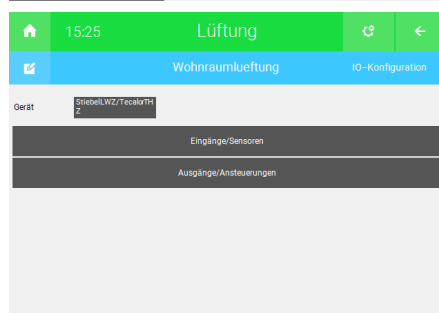 15:25 Lüftung
Wohnraumlueftung IO-Konfiguration
Gerät StiebelLWZ/TecalorTH
Z
Eingänge/Sensoren
Ausgänge/Ansteuerungen